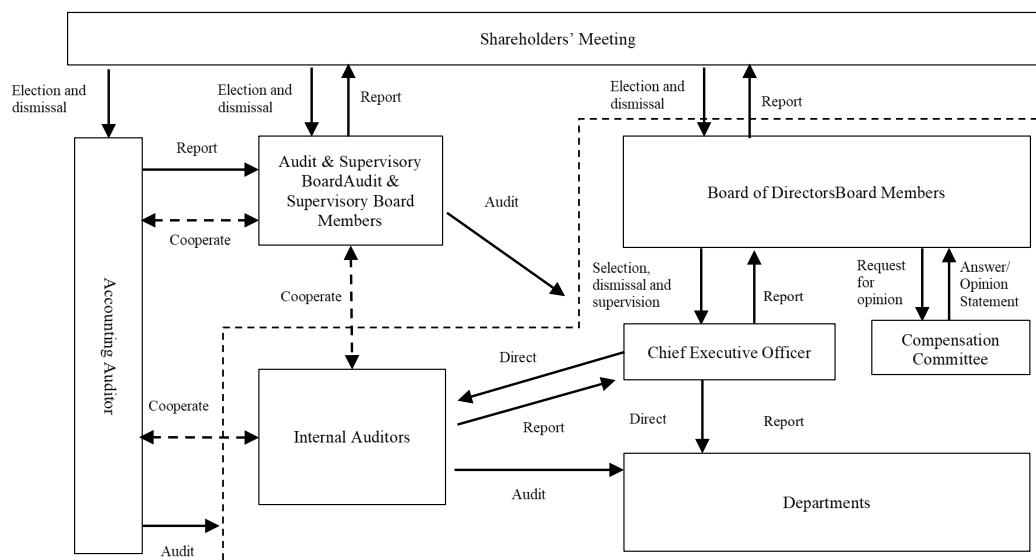 Shareholders’ Meeting
Election and
dismissal
Election and
dismissal
Report
Election and
dismissal
Report
Accounting Auditor
Report
Cooperate
Audit & Supervisory
BoardAudit &
Supervisory Board
Members
Audit
Board of DirectorsBoard Members
Cooperate
Selection,
dismissal and
supervision
Report
Request
for
opinion
Answer/
Opinion
Statement
Chief Executive Officer
Compensation
Committee
Direct
Cooperate
Internal Auditors
Report
Direct
Report
Audit
Departments
Audit